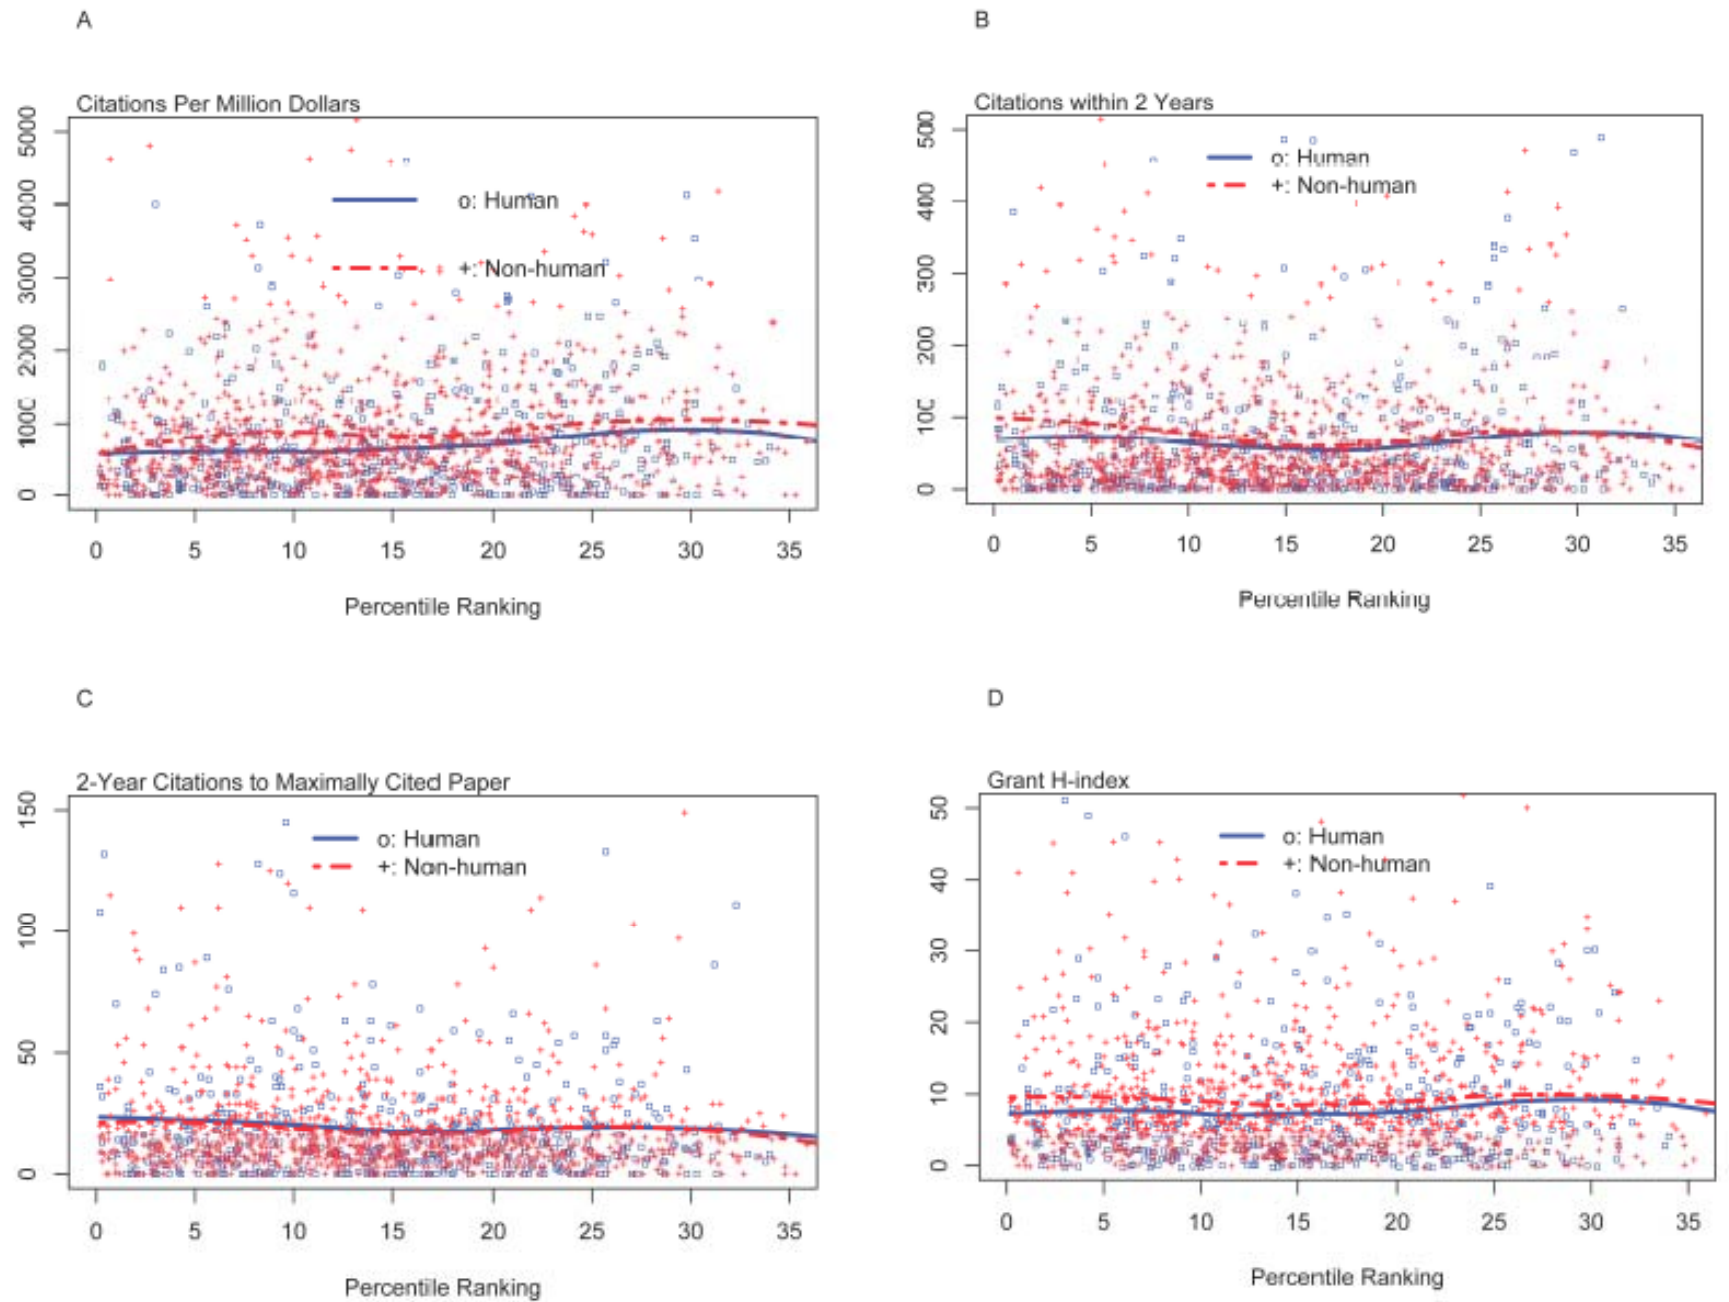 A
Citations Per Million Dollars
5000
4000
3000
2000
1000
0
o: Human
+: Non-human
0 5 10 15 20 25 30 35
Percentile Ranking
B
Citations within 2 Years
500
400
300
200
100
0
o: Human
+: Non-human
0 5 10 15 20 25 30 35
Percentile Ranking
C
2-Year Citations to Maximally Cited Paper
150
100
50
0
o: Human
+: Non-human
0 5 10 15 20 25 30 35
Percentile Ranking
D
Grant H-index
50
40
30
20
10
0
o: Human
+: Non-human
0 5 10 15 20 25 30 35
Percentile Ranking